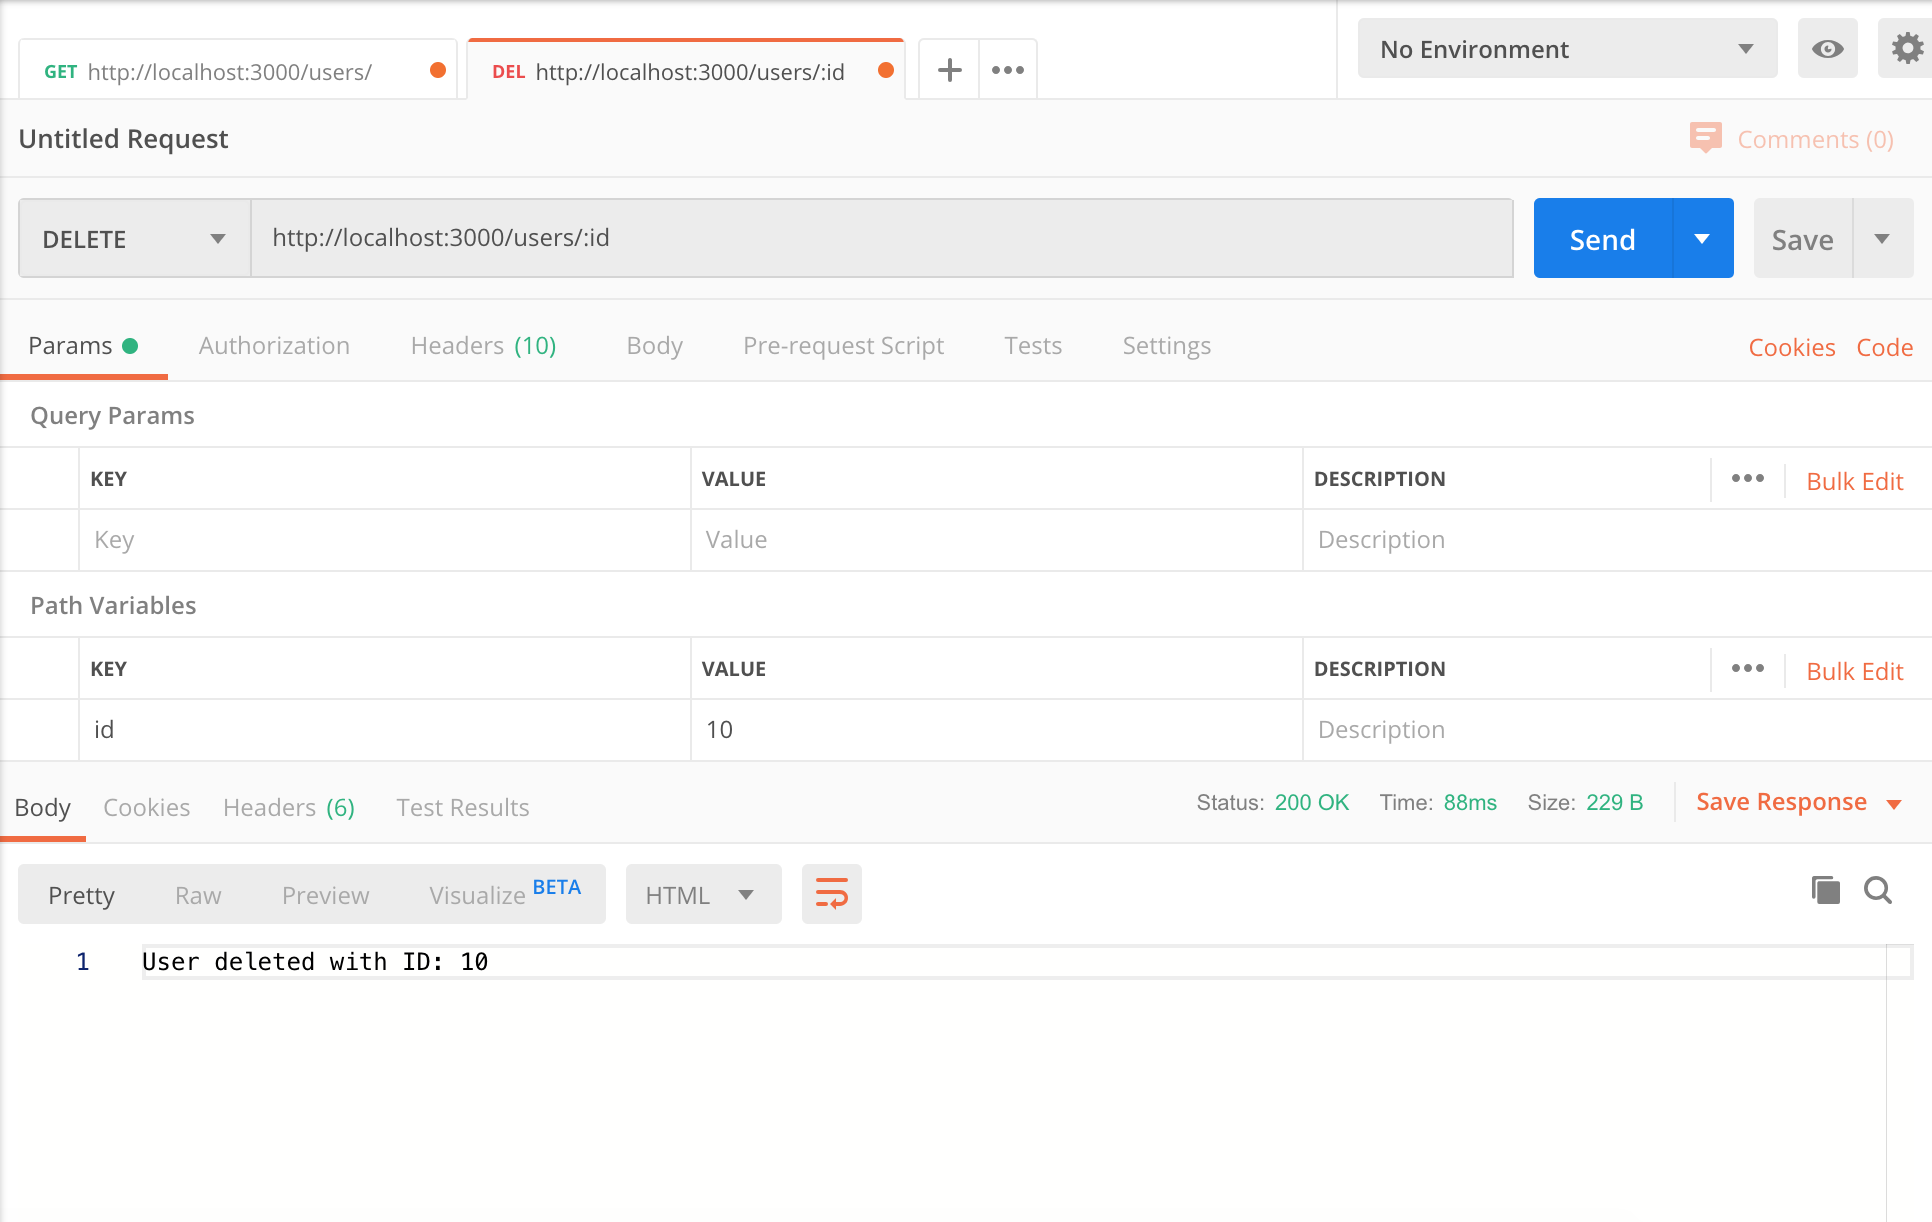 GET http://localhost:3000/users/ DEL http://localhost:3000/users/:id No Environment
Untitled Request Comments (0)
DELETE http://localhost:3000/users/:id Send Save
Params Authorization Headers (10) Body Pre-request Script Tests Settings Cookies Code
Query Params
KEY VALUE DESCRIPTION Bulk Edit
Key Value Description
Path Variables
KEY VALUE DESCRIPTION Bulk Edit
id 10 Description
Body Cookies Headers (6) Test Results Status: 200 OK Time: 88ms Size: 229 B Save Response
Pretty Raw Preview Visualize BETA HTML
1 User deleted with ID: 10